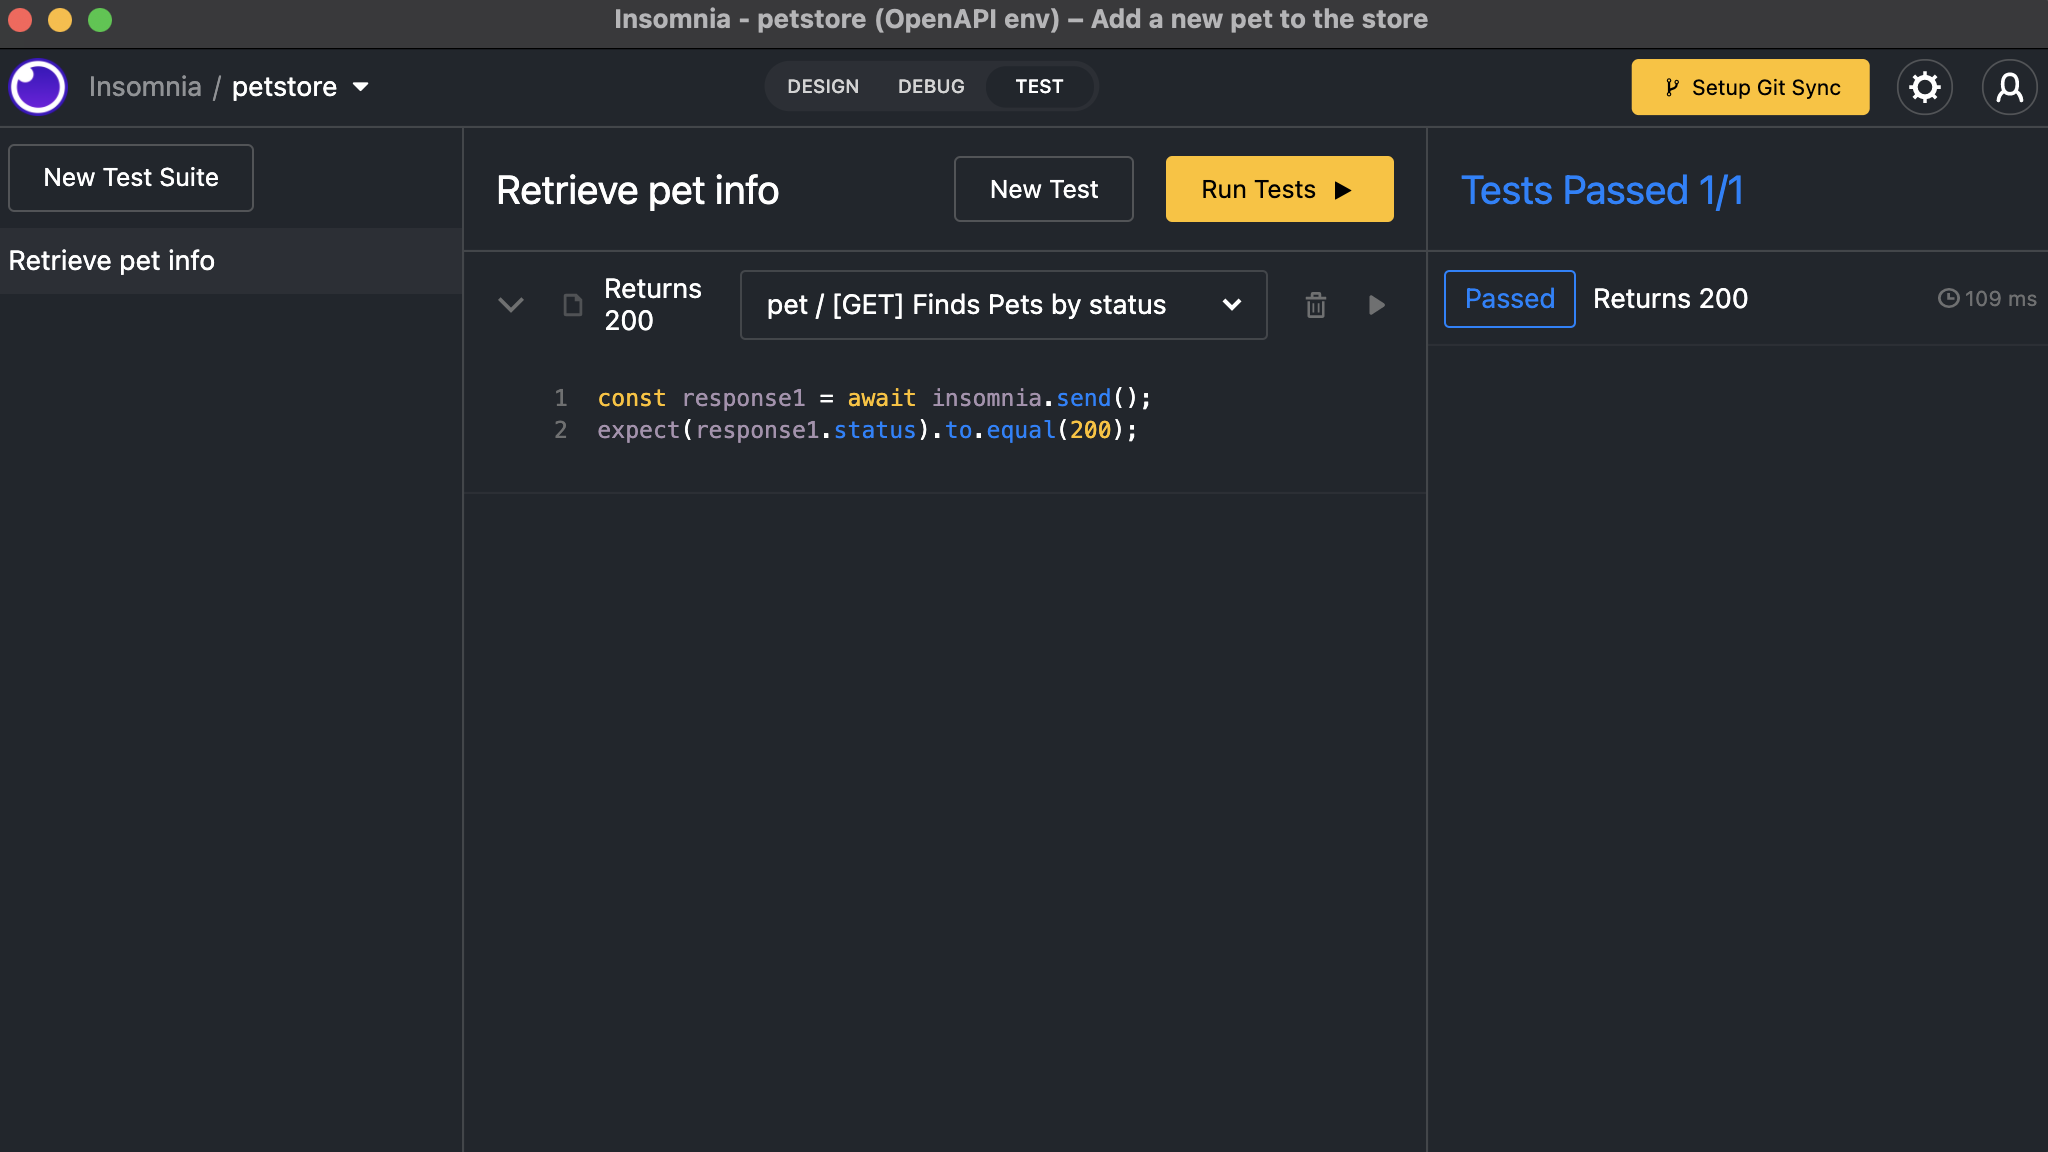 Insomnia - petstore (OpenAPI env) – Add a new pet to the store
Insomnia / petstore
DESIGN DEBUG TEST
Setup Git Sync
New Test Suite
Retrieve pet info
Retrieve pet info
New Test
Run Tests
Returns
200
pet / [GET] Finds Pets by status
1 const response1 = await insomnia.send();
2 expect(response1.status).to.equal(200);
Tests Passed 1/1
Passed Returns 200 109 ms